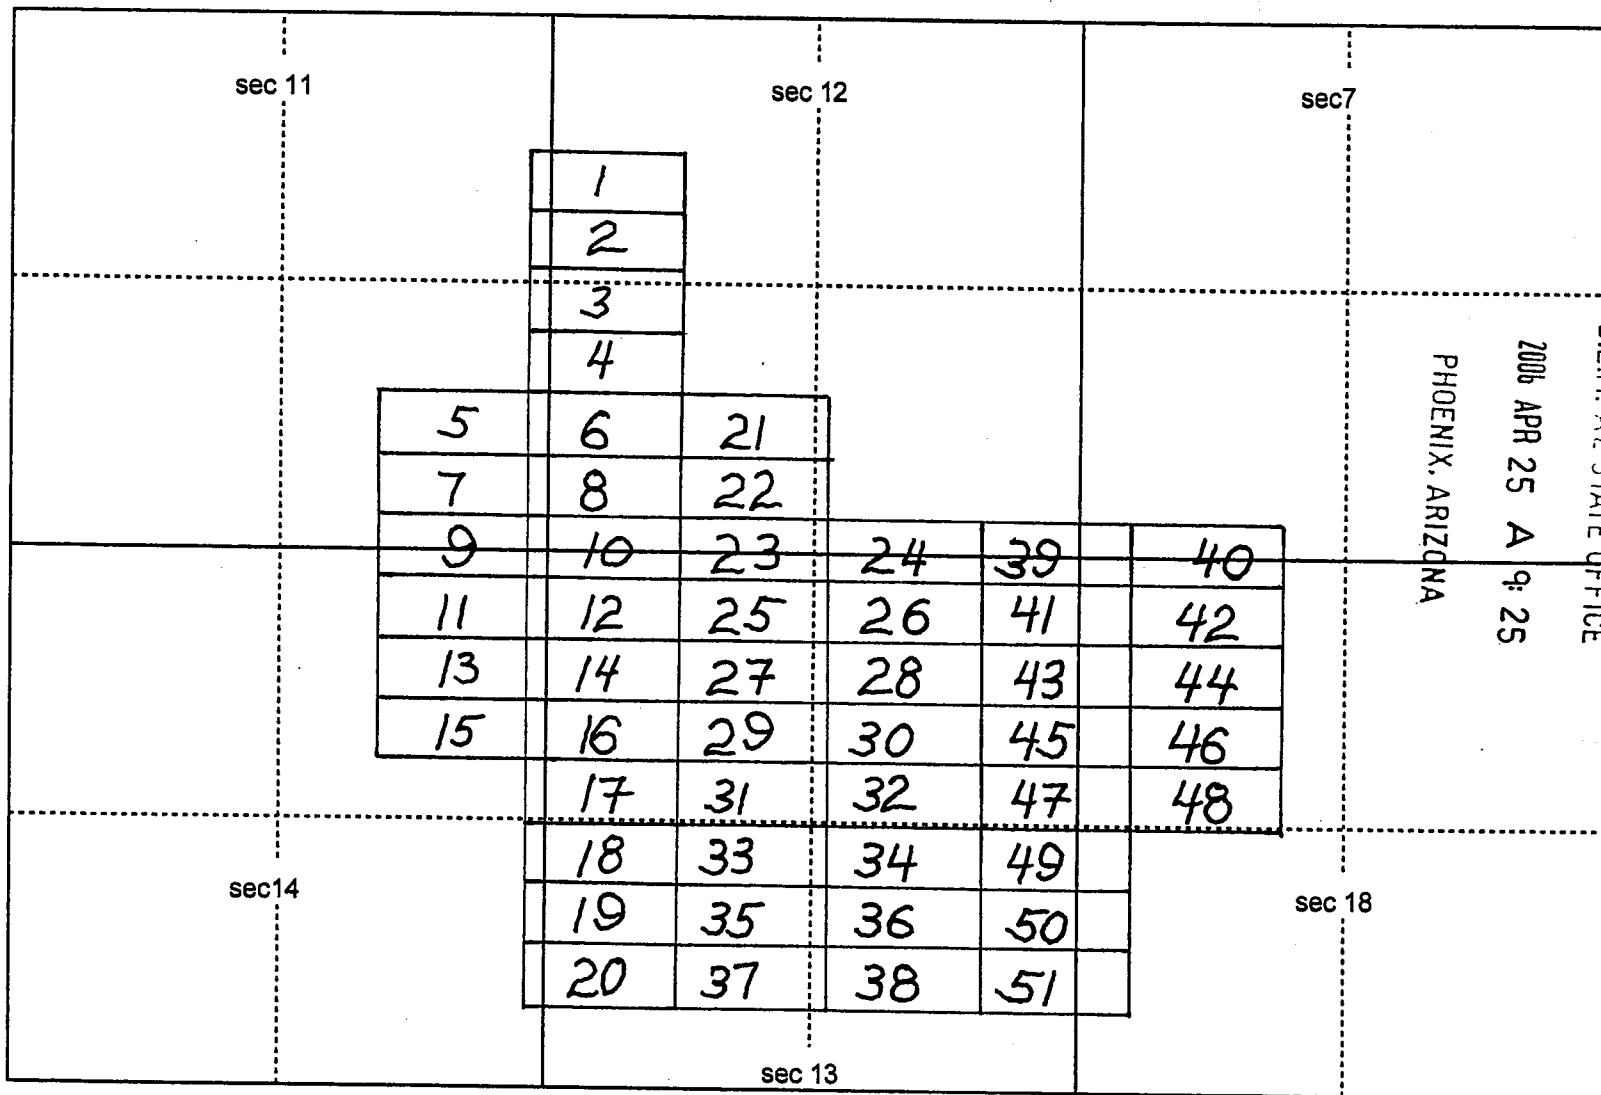 sec 11 sec 12 sec7
1
2
3
4
5 6 21
7 8 22
9 10 23 24 39 40
11 12 25 26 41 42
13 14 27 28 43 44
15 16 29 30 45 46
17 31 32 47 48
18 33 34 49
sec14 sec 18
19 35 36 50
20 37 38 51
sec 13
STATE OFFICE
2006 APR 25 A 9: 25
PHOENIX, ARIZONA